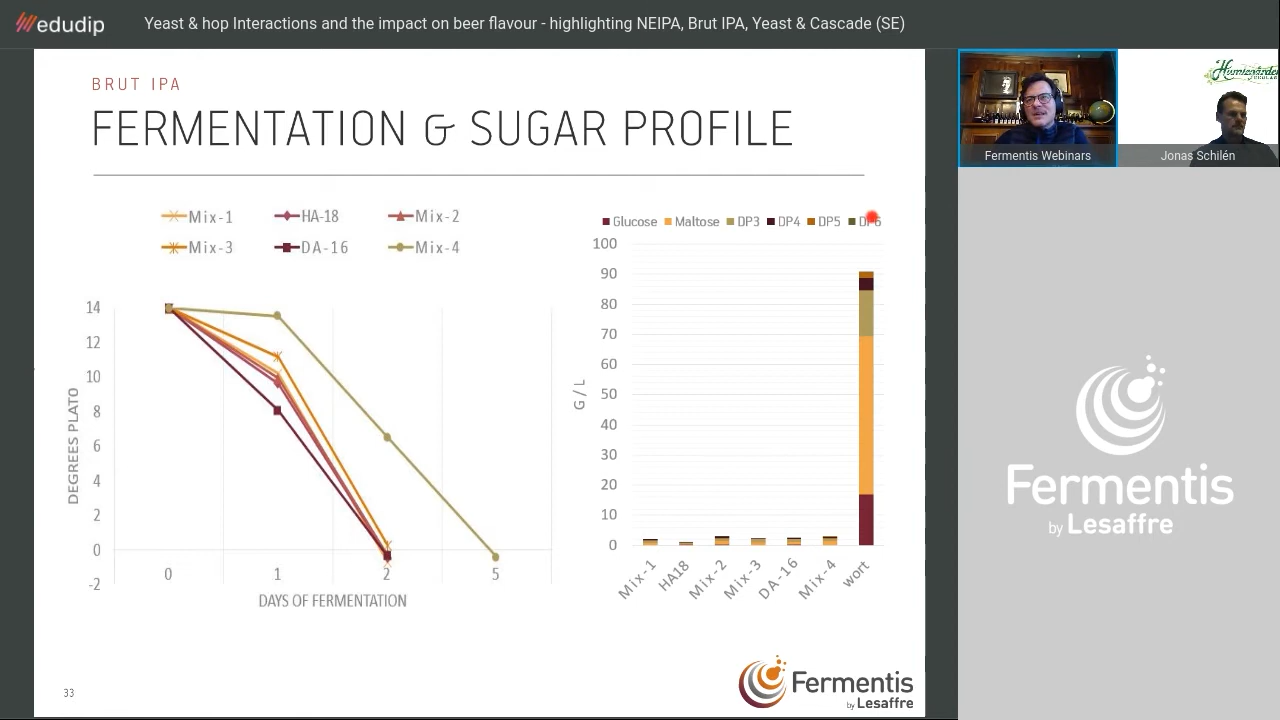 edudip
Yeast & hop Interactions and the impact on beer flavour - highlighting NEIPA, Brut IPA, Yeast & Cascade (SE)
BRUT IPA
FERMENTATION & SUGAR PROFILE
Mix-1 HA-18 Mix-2
Mix-3 DA-16 Mix-4
14
12
10
8
6
4
2
0
-2
DEGREES PLATO
0 1 2 5
DAYS OF FERMENTATION
Glucose Maltose DP3 DP4 DP5 DP6
100
90
80
70
60
50
40
30
20
10
0
G / L
Mix-1 HA18 Mix-2 Mix-3 DA-16 Mix-4 wort
33
Fermentis
by Lesaffre
Fermentis Webinars
Jonas Schilén
Fermentis
by Lesaffre